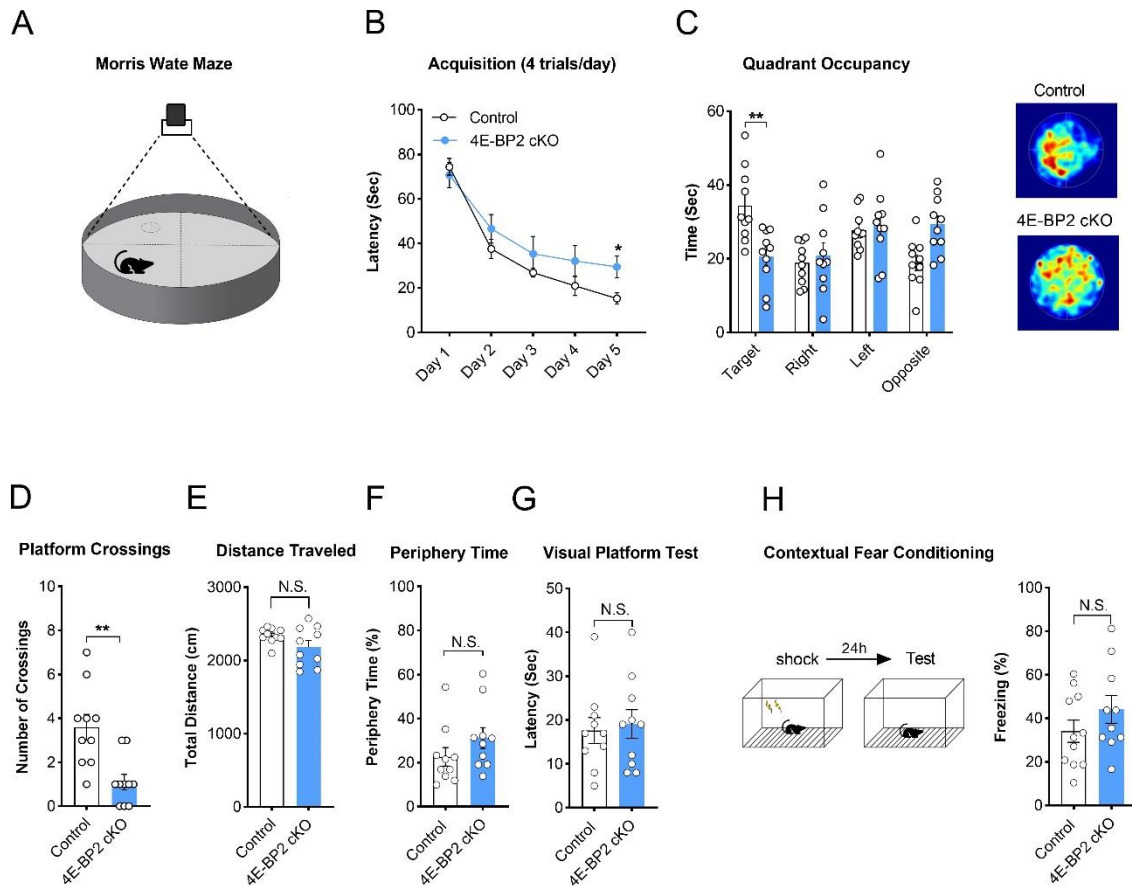 A
Morris Wate Maze
B
Acquisition (4 trials/day)
100
80
60
40
20
0
Latency (Sec)
Control
4E-BP2 cKO
*
Day 1
Day 2
Day 3
Day 4
Day 5
C
Quadrant Occupancy
60
40
20
0
Time (Sec)
**
Target
Right
Left
Opposite
Control
4E-BP2 cKO
D
Platform Crossings
10
8
6
4
2
0
Number of Crossings
**
Control
4E-BP2 cKO
E
Distance Traveled
3000
2000
1000
0
Total Distance (cm)
N.S.
Control
4E-BP2 cKO
F
Periphery Time
100
80
60
40
20
0
Periphery Time (%)
N.S.
Control
4E-BP2 cKO
G
Visual Platform Test
50
40
30
20
10
0
Latency (Sec)
N.S.
Control
4E-BP2 cKO
H
Contextual Fear Conditioning
shock
24h
Test
100
80
60
40
20
0
Freezing (%)
N.S.
Control
4E-BP2 cKO